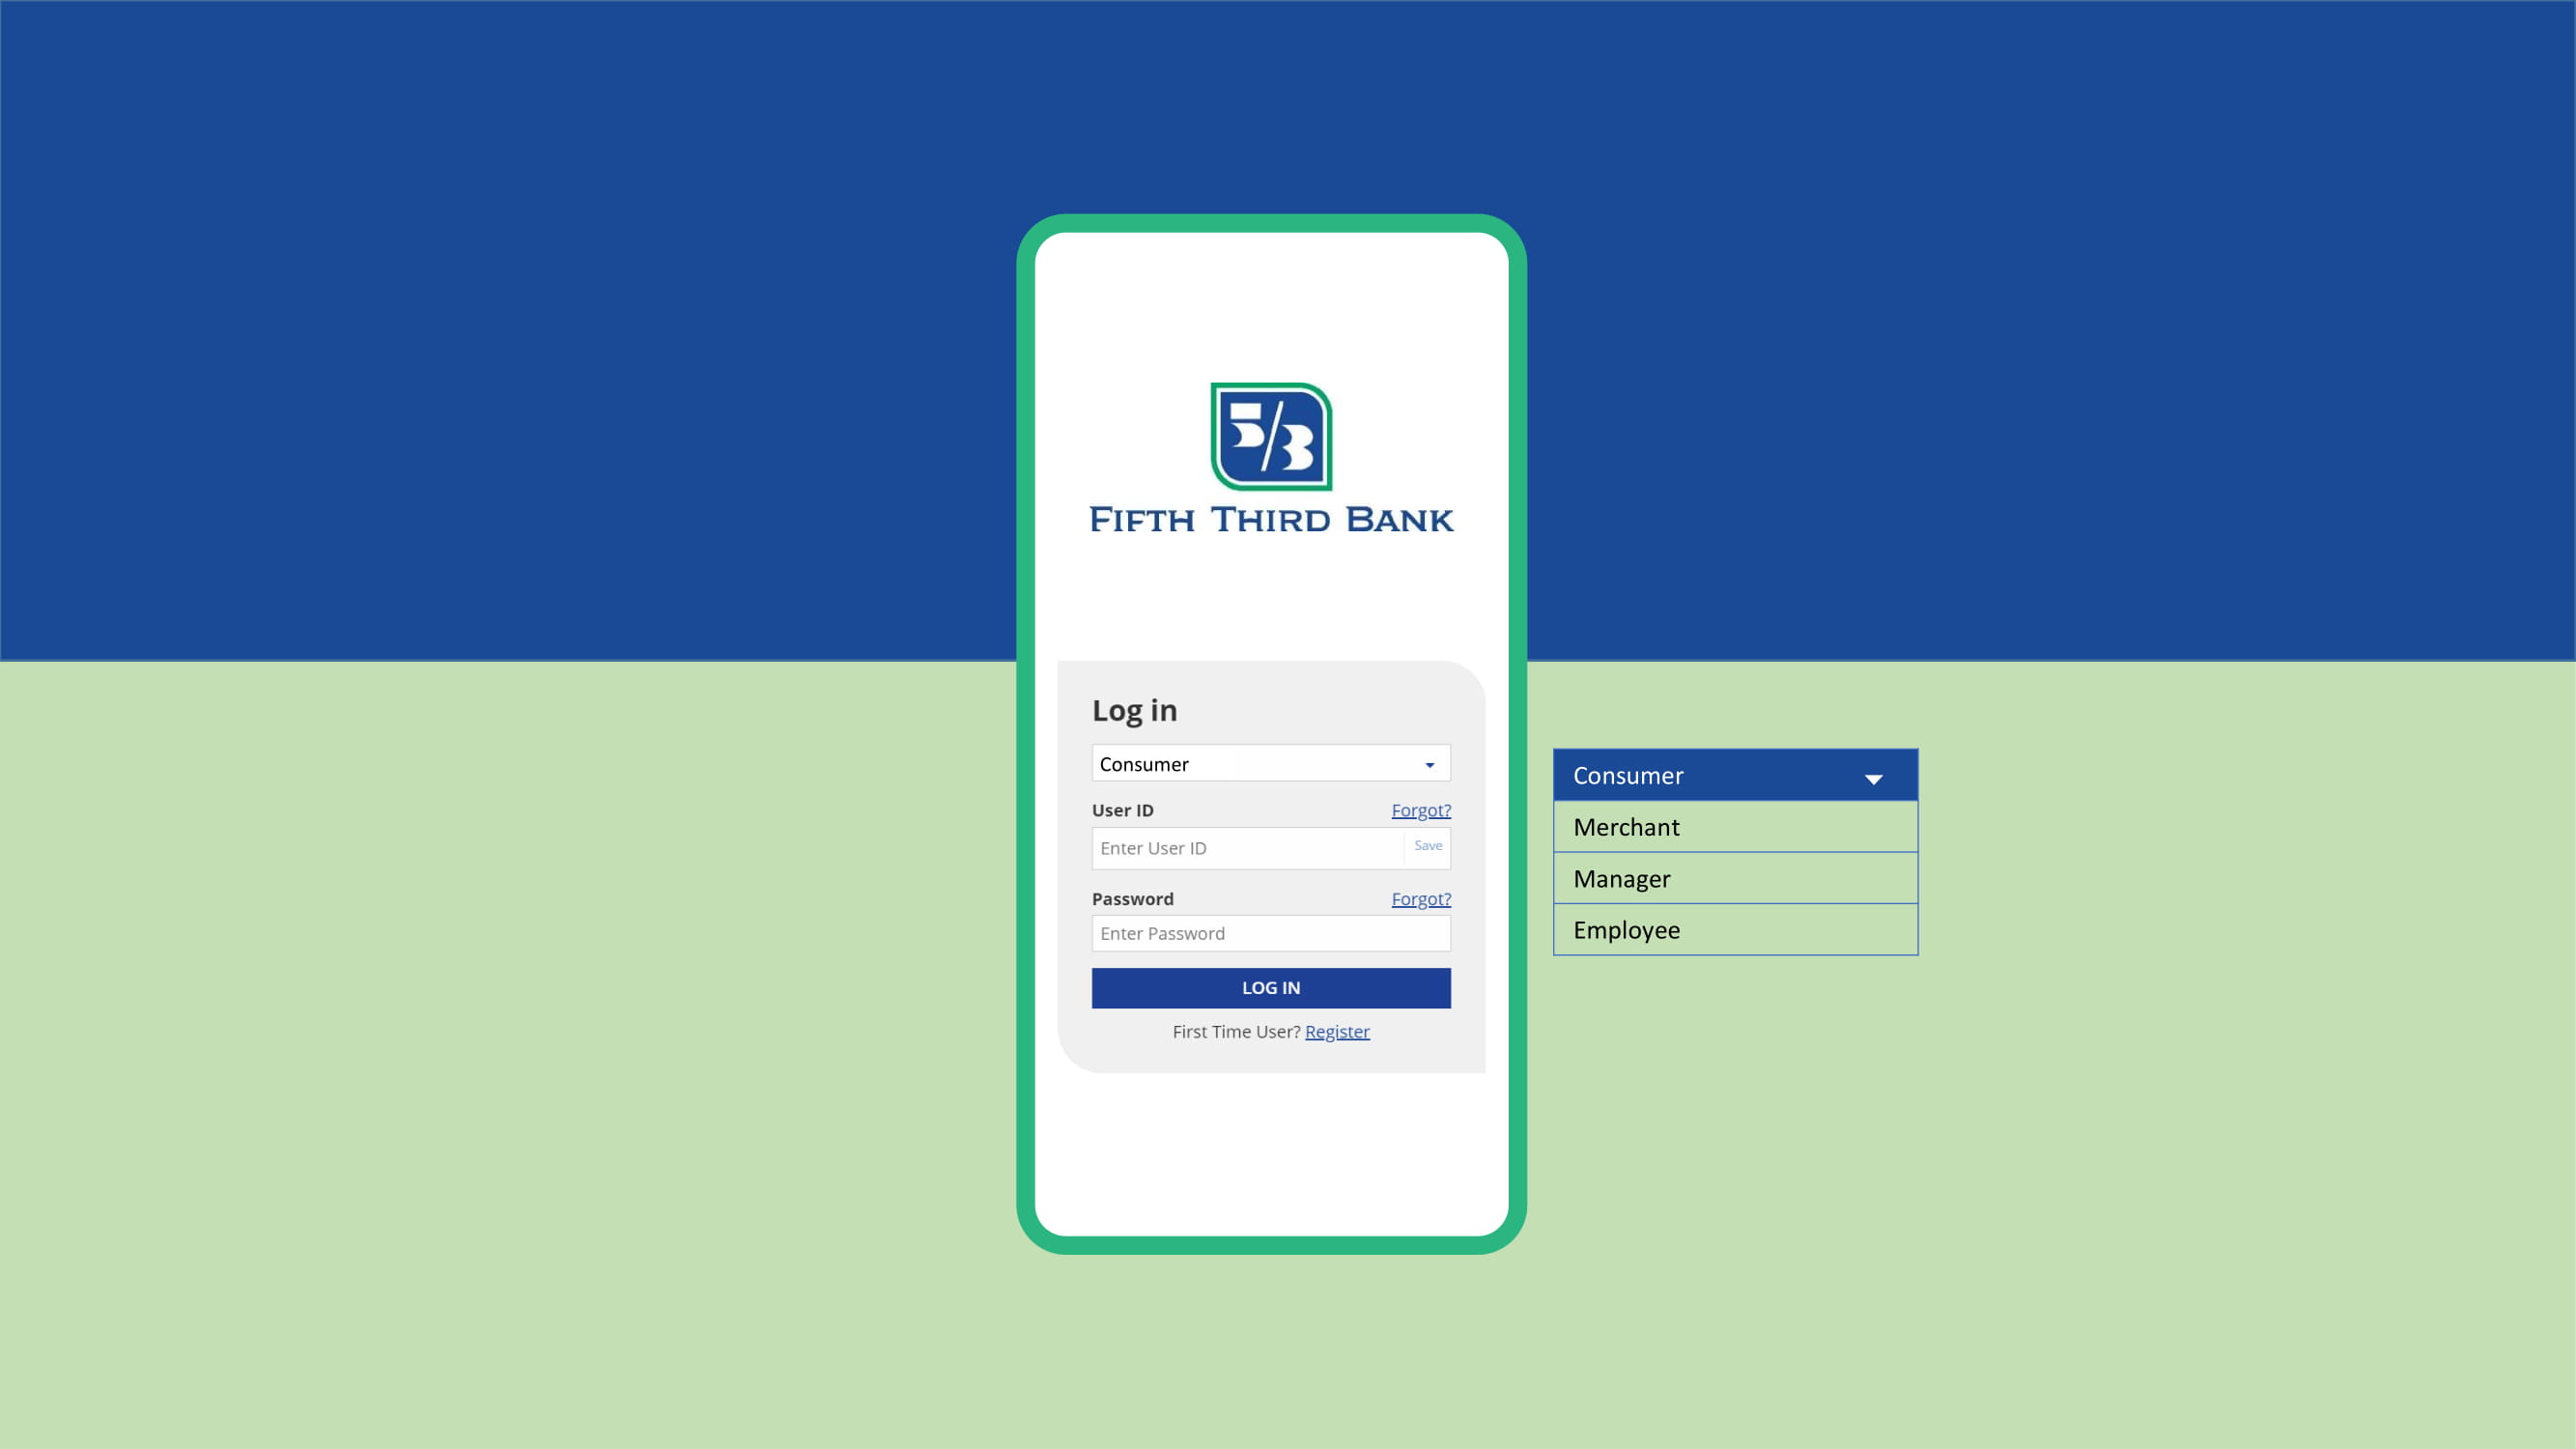 5/3
FIFTH THIRD BANK
Log in
Consumer
User ID Forgot?
Enter User ID Save
Password Forgot?
Enter Password
LOG IN
First Time User? Register
Consumer
Merchant
Manager
Employee